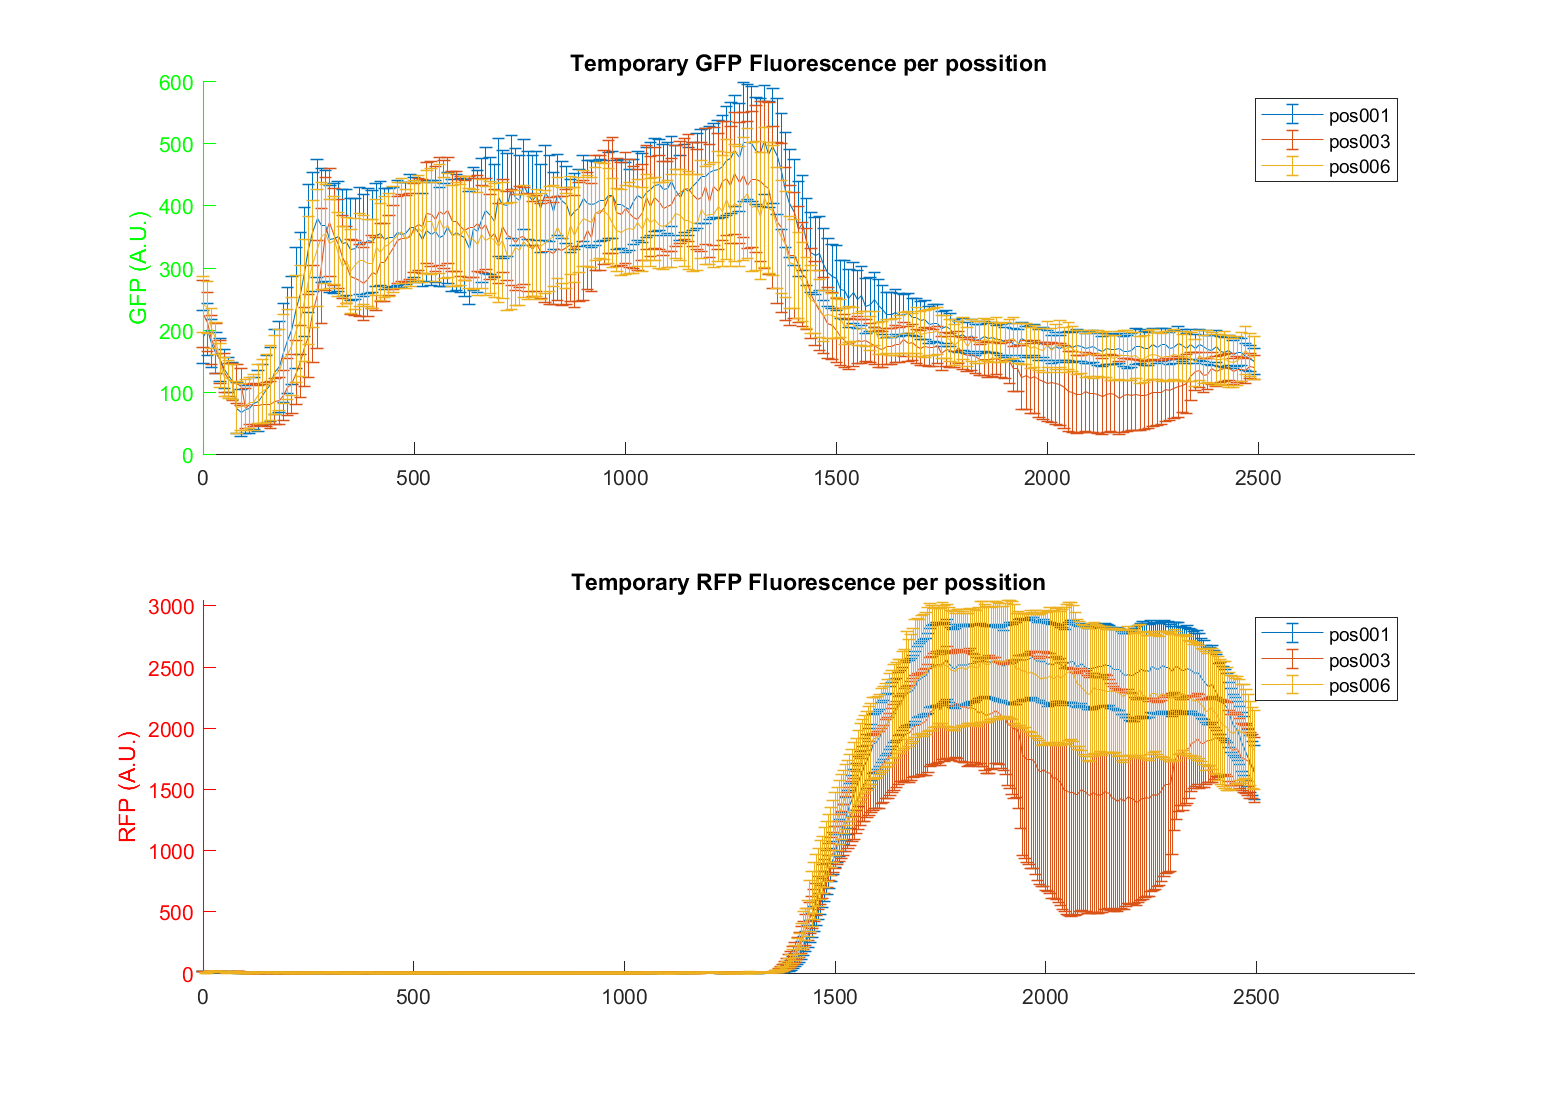 Temporary GFP Fluorescence per possition
600
500
400
300
200
100
0
GFP (A.U.)
pos001
pos003
pos006
0 500 1000 1500 2000 2500
Temporary RFP Fluorescence per possition
3000
2500
2000
1500
1000
500
0
RFP (A.U.)
pos001
pos003
pos006
0 500 1000 1500 2000 2500